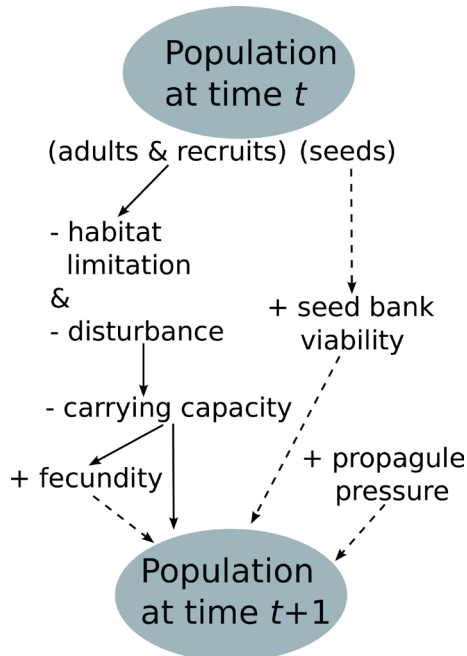 Population
at time t
(adults & recruits) (seeds)
- habitat
limitation
&
- disturbance
+ seed bank
viability
- carrying capacity
+ fecundity
+ propagule
pressure
Population
at time t+1